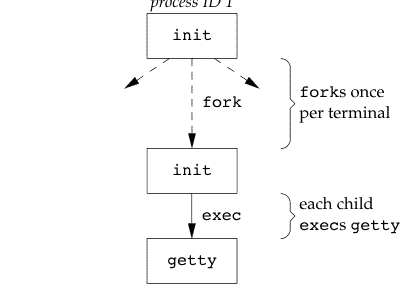 process ID 1
init
fork
forks once
per terminal
init
exec
each child
execs getty
getty